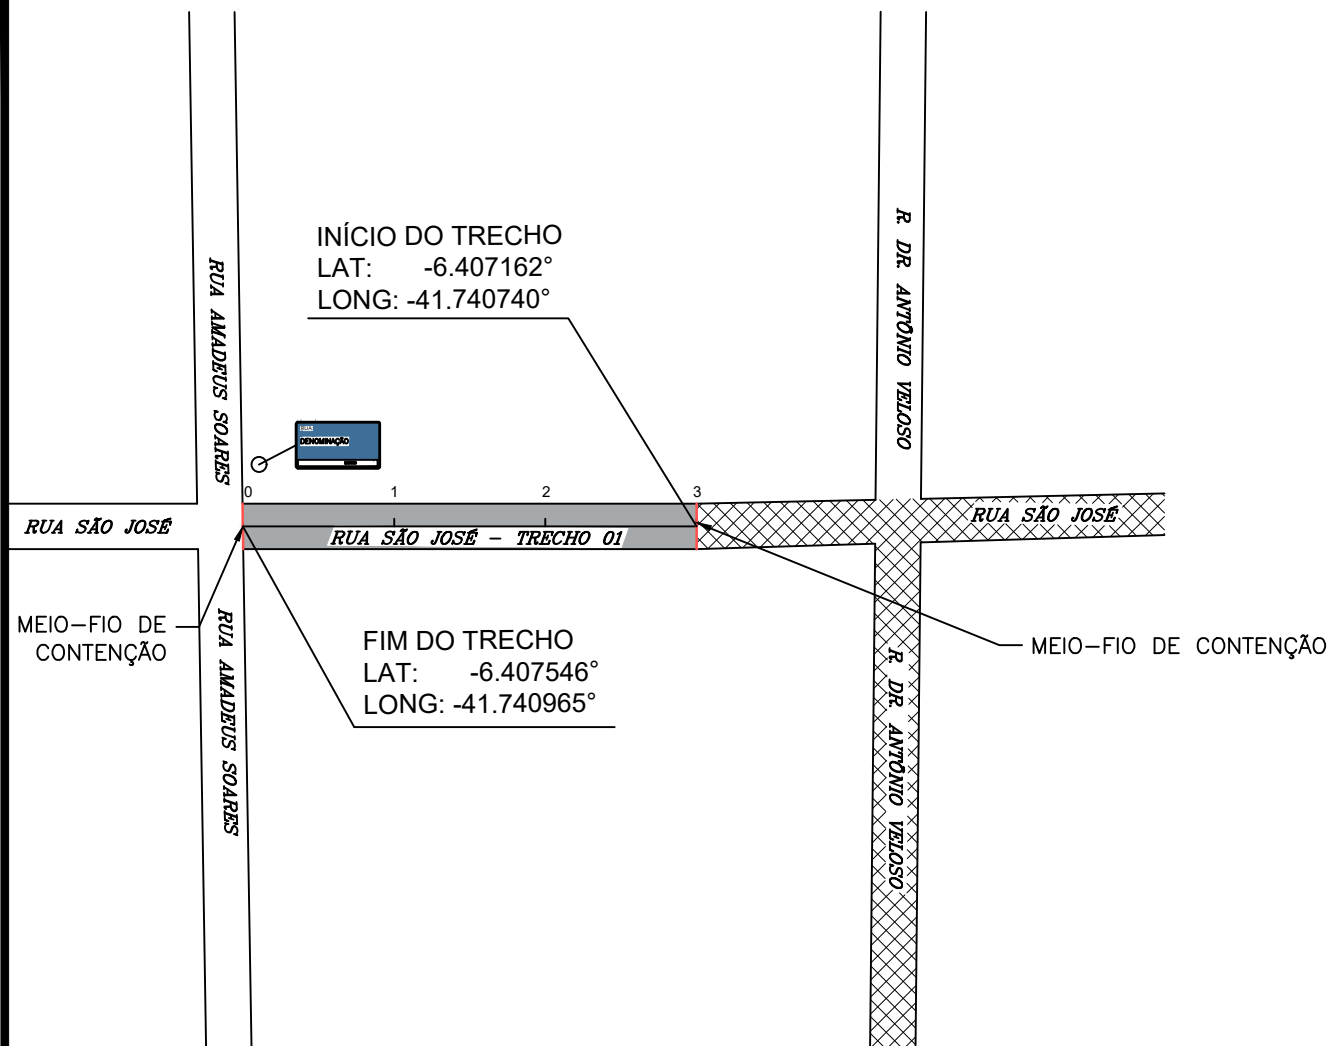 R. DR. ANTÔNIO VELOSO
INÍCIO DO TRECHO
LAT: -6.407162°
LONG: -41.740740°
RUA AMADEUS SOARES
RUA
DENOMINAÇÃO
0 1 2 3
RUA SÃO JOSÉ
RUA SÃO JOSÉ - TRECHO 01
RUA SÃO JOSÉ
MEIO-FIO DE
CONTENÇÃO
RUA AMADEUS SOARES
FIM DO TRECHO
LAT: -6.407546°
LONG: -41.740965°
MEIO-FIO DE CONTENÇÃO
R. DR. ANTÔNIO VELOSO